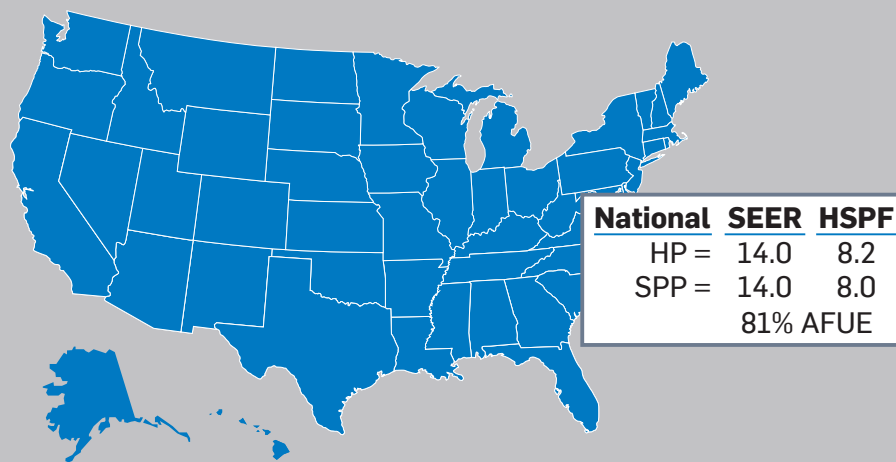 National SEER HSPF
HP = 14.0 8.2
SPP = 14.0 8.0
81% AFUE